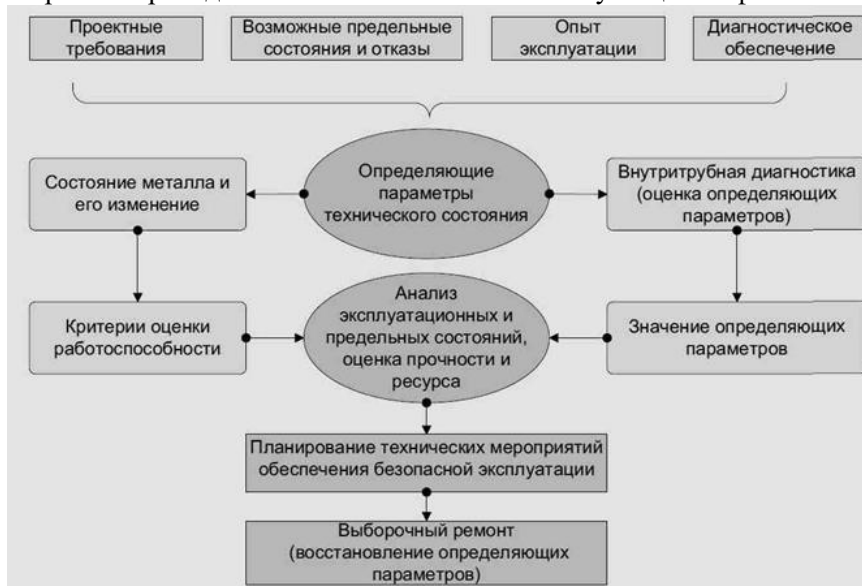 Проектные
требования
Возможные предельные
состояния и отказы
Опыт
эксплуатации
Диагностическое
обеспечение
Состояние металла и
его изменение
Определяющие
параметры
технического состояния
Внутритрубная диагностика
(оценка определяющих
параметров)
Критерии оценки
работоспособности
Анализ
эксплуатационных и
предельных состояний,
оценка прочности и
ресурса
Значение определяющих
параметров
Планирование технических мероприятий
обеспечения безопасной эксплуатации
Выборочный ремонт
(восстановление определяющих
параметров)